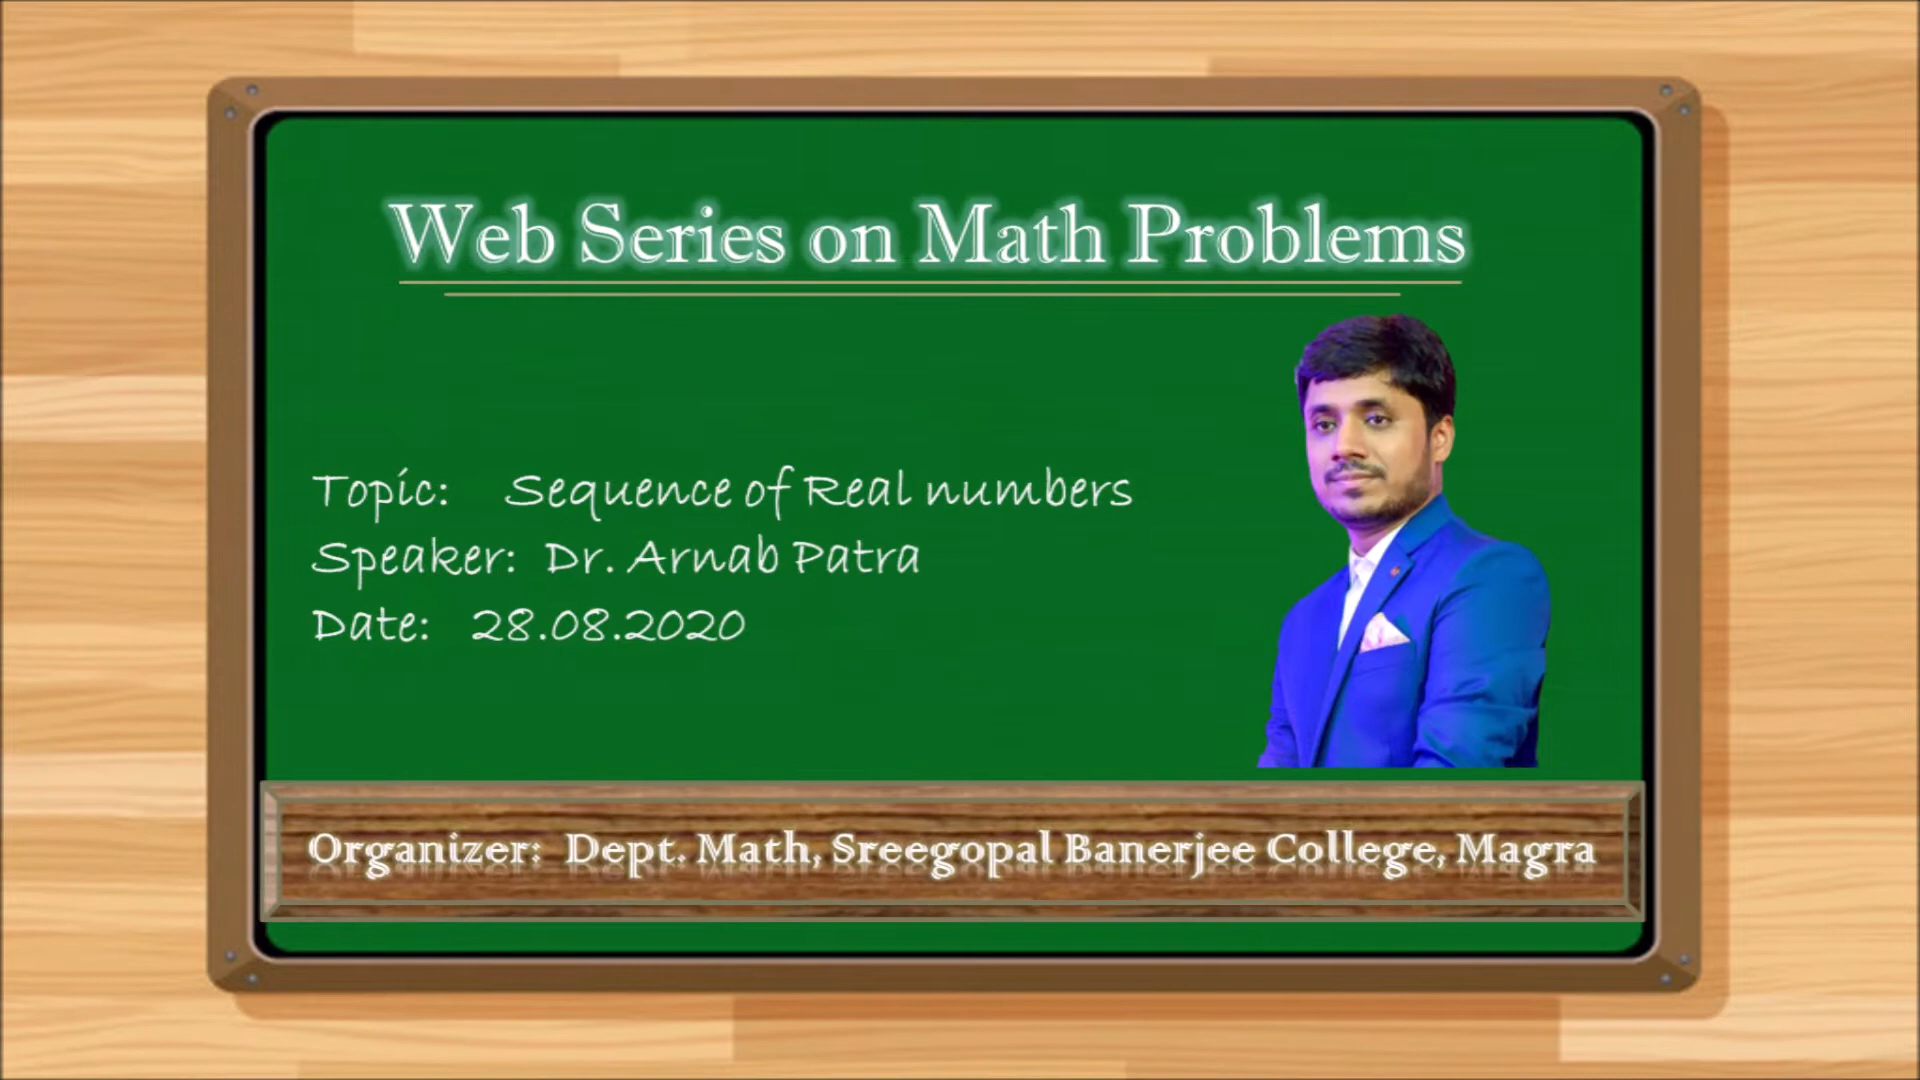 Web Series on Math Problems
Topic: Sequence of Real numbers
Speaker: Dr. Arnab Patra
Date: 28.08.2020
Organizer: Dept. Math, Sreegopal Banerjee College, Magra